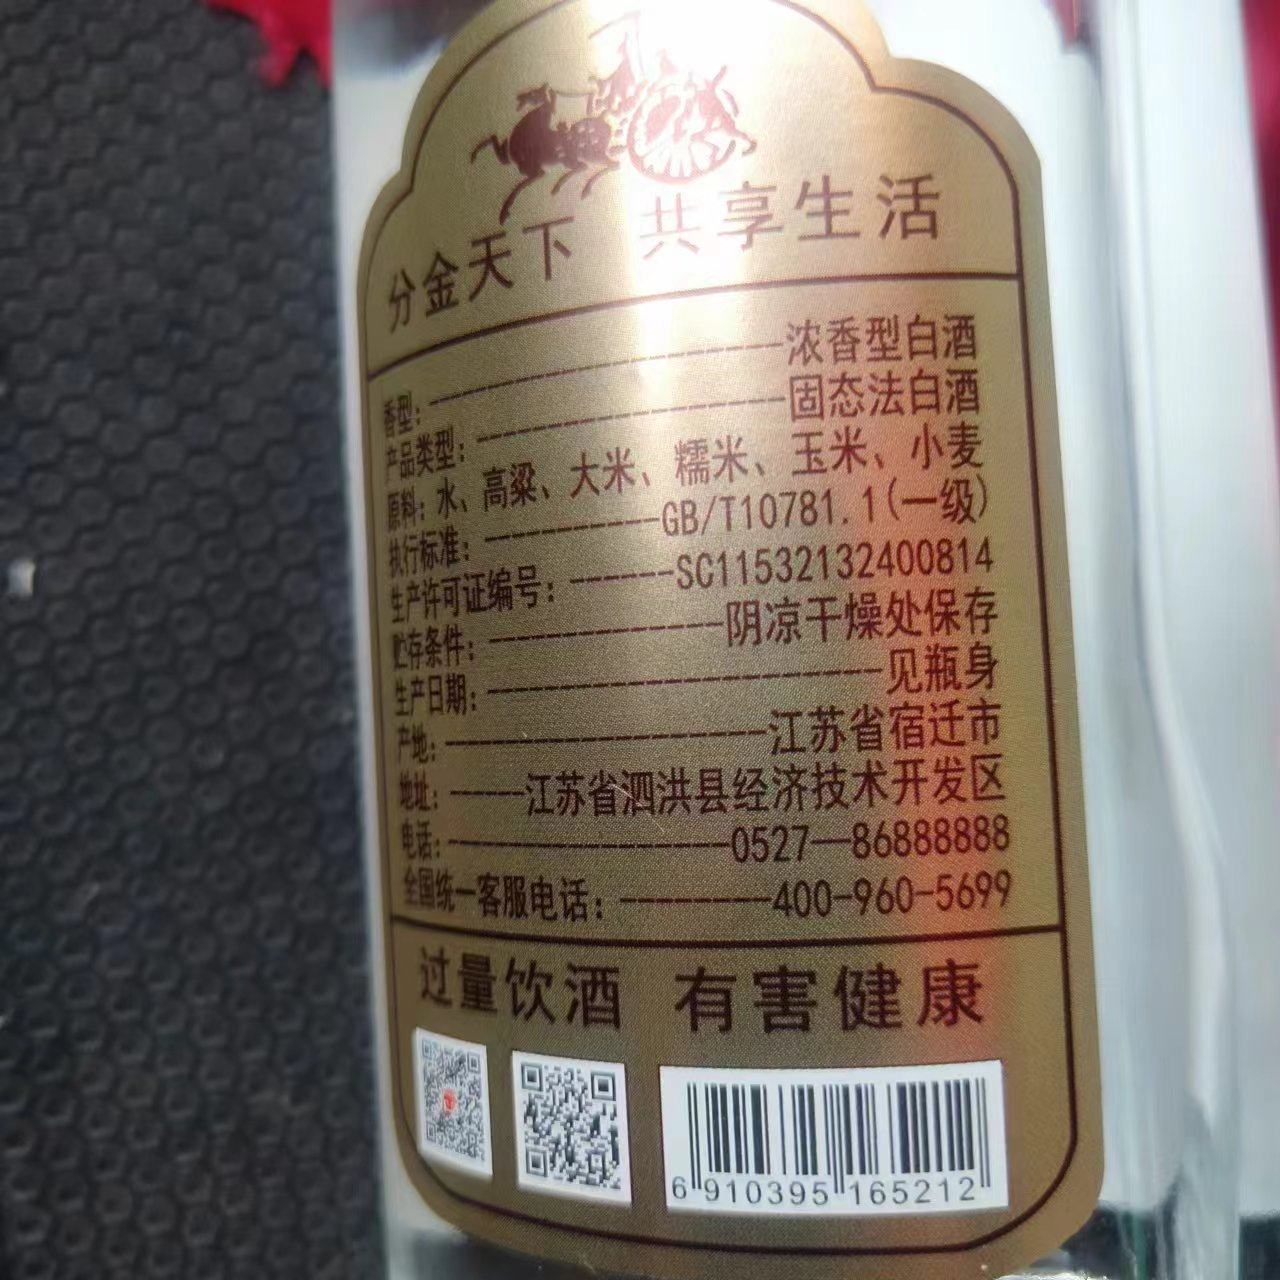 分金天下 共享生活
香型：浓香型白酒
产品类型：固态法白酒
原料：水、高粱、大米、糯米、玉米、小麦
执行标准：GB/T10781.1(一级)
生产许可证编号：SC11532132400814
贮存条件：阴凉干燥处保存
生产日期：见瓶身
产地：江苏省宿迁市
地址：江苏省泗洪县经济技术开发区
电话：0527—86888888
全国统一客服电话：400-960-5699
过量饮酒 有害健康
6 910395 165212